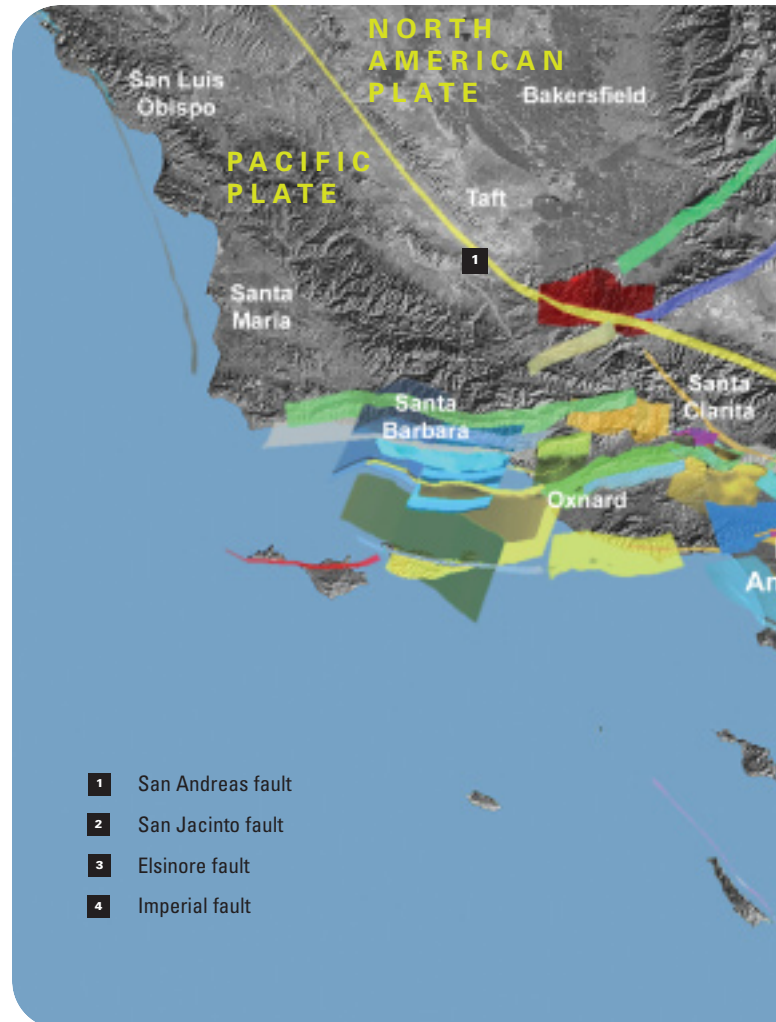 NORTH
AMERICAN
PLATE
San Luis
Obispo
Bakersfield
PACIFIC
PLATE
Taft
1
Santa
Maria
Santa
Clarita
Santa
Barbara
Oxnard
An
1 San Andreas fault
2 San Jacinto fault
3 Elsinore fault
4 Imperial fault